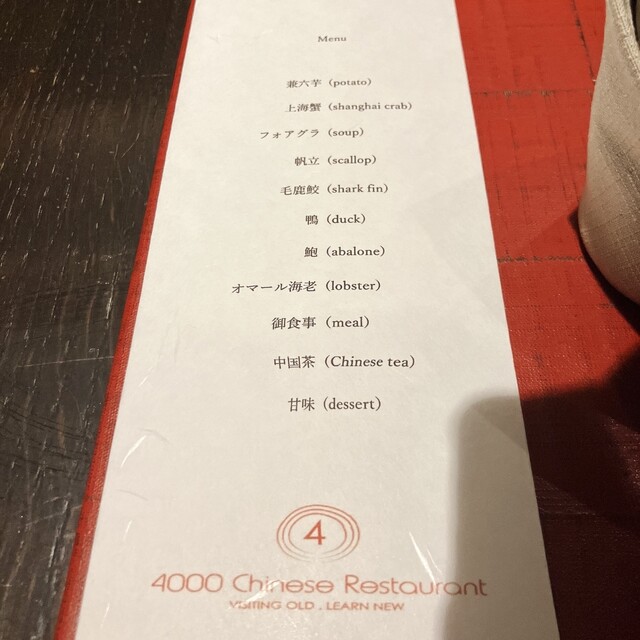 Menu
兼六芋（potato）
上海蟹（shanghai crab）
フォアグラ（soup）
帆立（scallop）
毛鹿鮫（shark fin）
鴨（duck）
鮑（abalone）
オマール海老（lobster）
御食事（meal）
中国茶（Chinese tea）
甘味（dessert）
4
4000 Chinese Restaurant
VISITING OLD , LEARN NEW